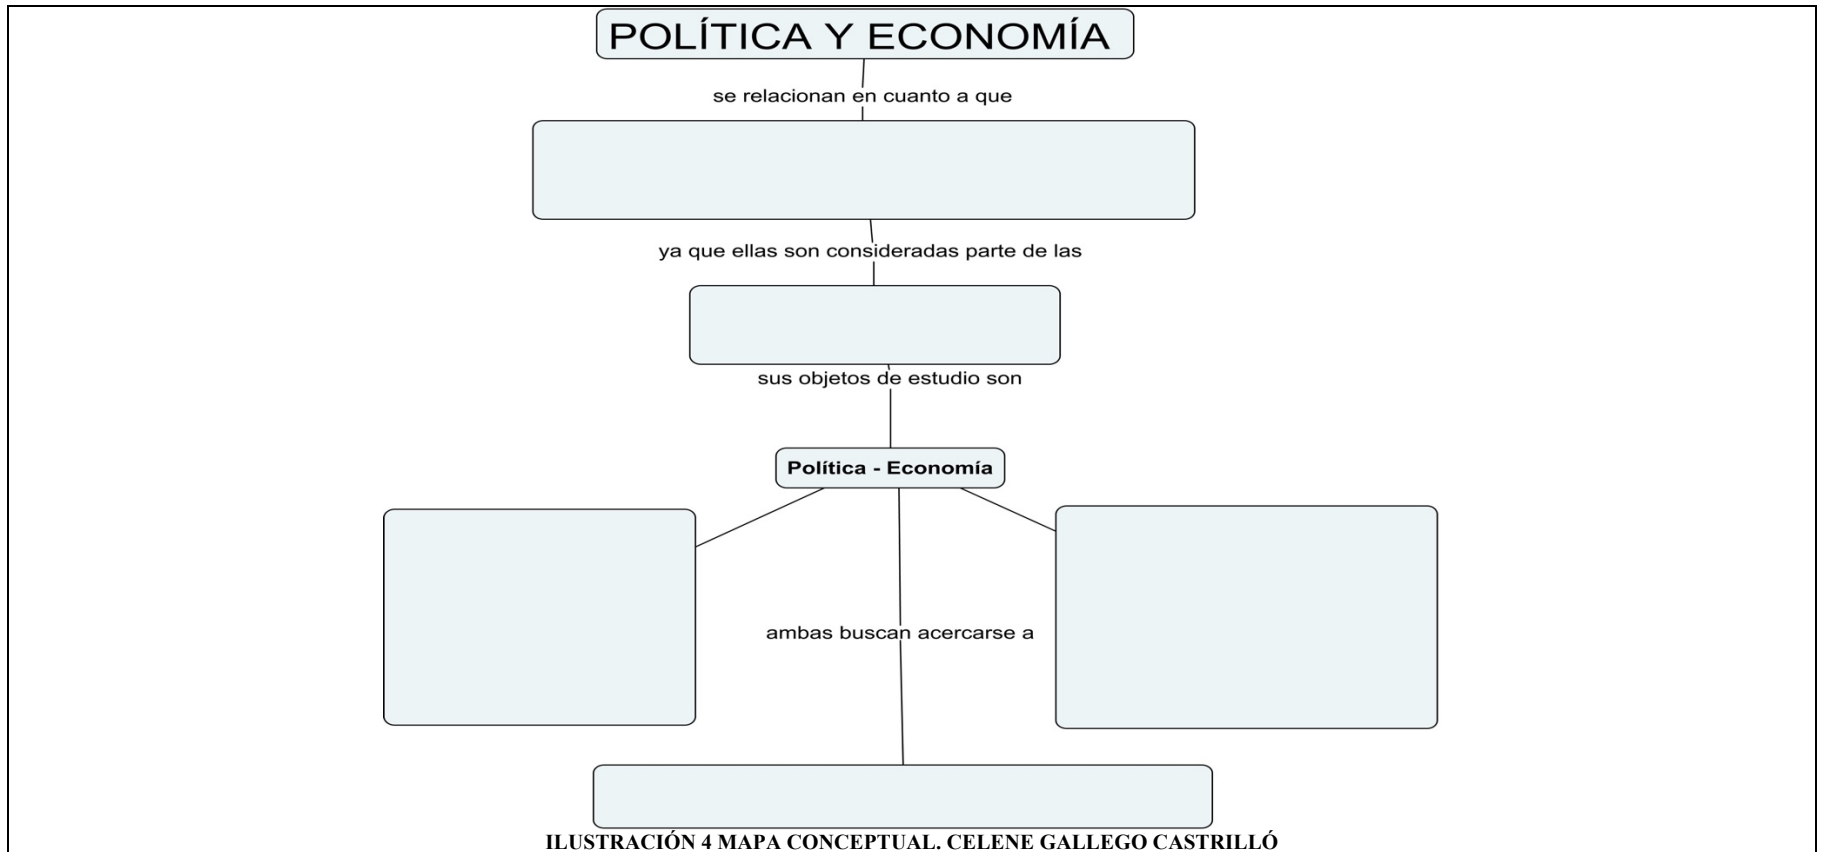 POLÍTICA Y ECONOMÍA
se relacionan en cuanto a que
ya que ellas son consideradas parte de las
sus objetos de estudio son
Política - Economía
ambas buscan acercarse a
ILUSTRACIÓN 4 MAPA CONCEPTUAL. CELENE GALLEGO CASTRILLÓ